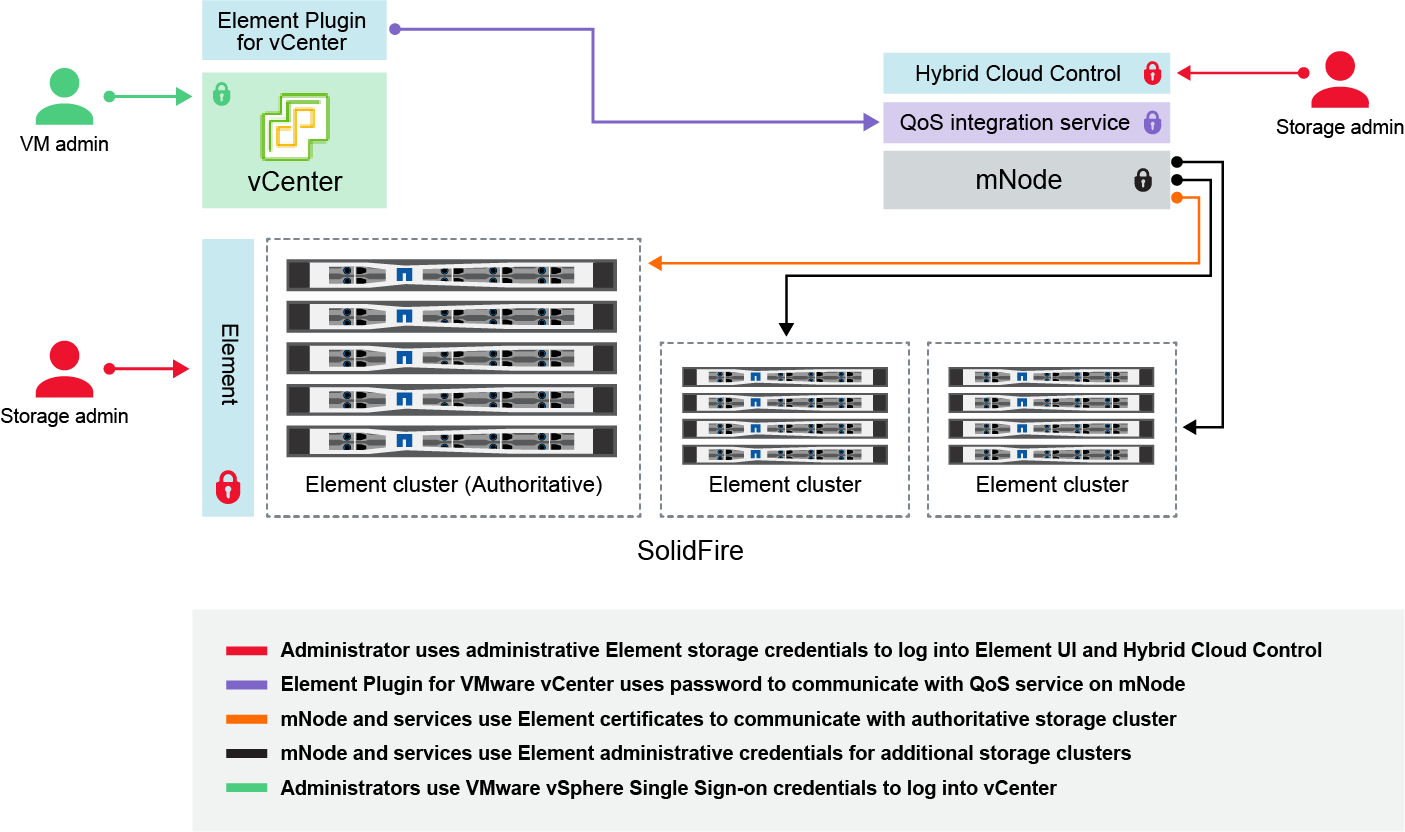 Element Plugin
for vCenter
Hybrid Cloud Control
QoS integration service
mNode
VM admin
vCenter
Storage admin
Element
Storage admin
Element cluster (Authoritative)
Element cluster
Element cluster
SolidFire
Administrator uses administrative Element storage credentials to log into Element UI and Hybrid Cloud Control
Element Plugin for VMware vCenter uses password to communicate with QoS service on mNode
mNode and services use Element certificates to communicate with authoritative storage cluster
mNode and services use Element administrative credentials for additional storage clusters
Administrators use VMware vSphere Single Sign-on credentials to log into vCenter